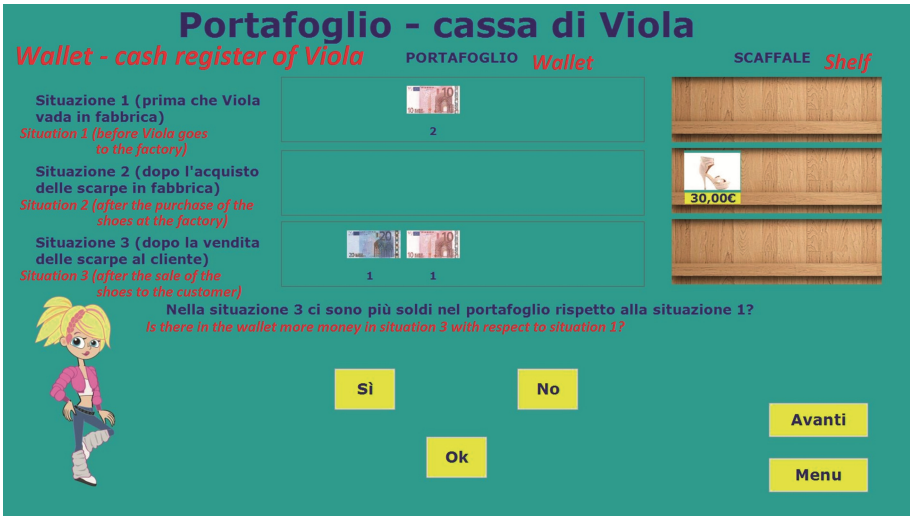 Portafoglio - cassa di Viola
Wallet - cash register of Viola
PORTAFOGLIO Wallet
SCAFFALE Shelf
Situazione 1 (prima che Viola
vada in fabbrica)
Situation 1 (before Viola goes
to the factory)
10
2
Situazione 2 (dopo l'acquisto
delle scarpe in fabbrica)
Situation 2 (after the purchase of the
shoes at the factory)
30,00€
Situazione 3 (dopo la vendita
delle scarpe al cliente)
Situation 3 (after the sale of the
shoes to the customer)
20 10
1 1
Nella situazione 3 ci sono più soldi nel portafoglio rispetto alla situazione 1?
Is there in the wallet more money in situation 3 with respect to situation 1?
Sì No
Ok
Avanti
Menu